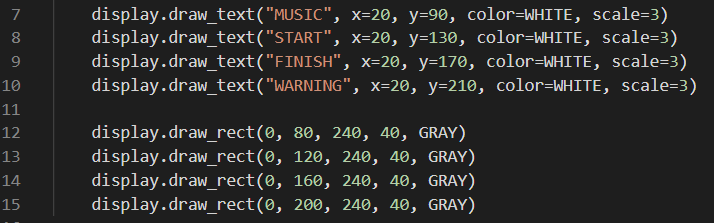 7 display.draw_text("MUSIC", x=20, y=90, color=WHITE, scale=3)
8 display.draw_text("START", x=20, y=130, color=WHITE, scale=3)
9 display.draw_text("FINISH", x=20, y=170, color=WHITE, scale=3)
10 display.draw_text("WARNING", x=20, y=210, color=WHITE, scale=3)
11
12 display.draw_rect(0, 80, 240, 40, GRAY)
13 display.draw_rect(0, 120, 240, 40, GRAY)
14 display.draw_rect(0, 160, 240, 40, GRAY)
15 display.draw_rect(0, 200, 240, 40, GRAY)